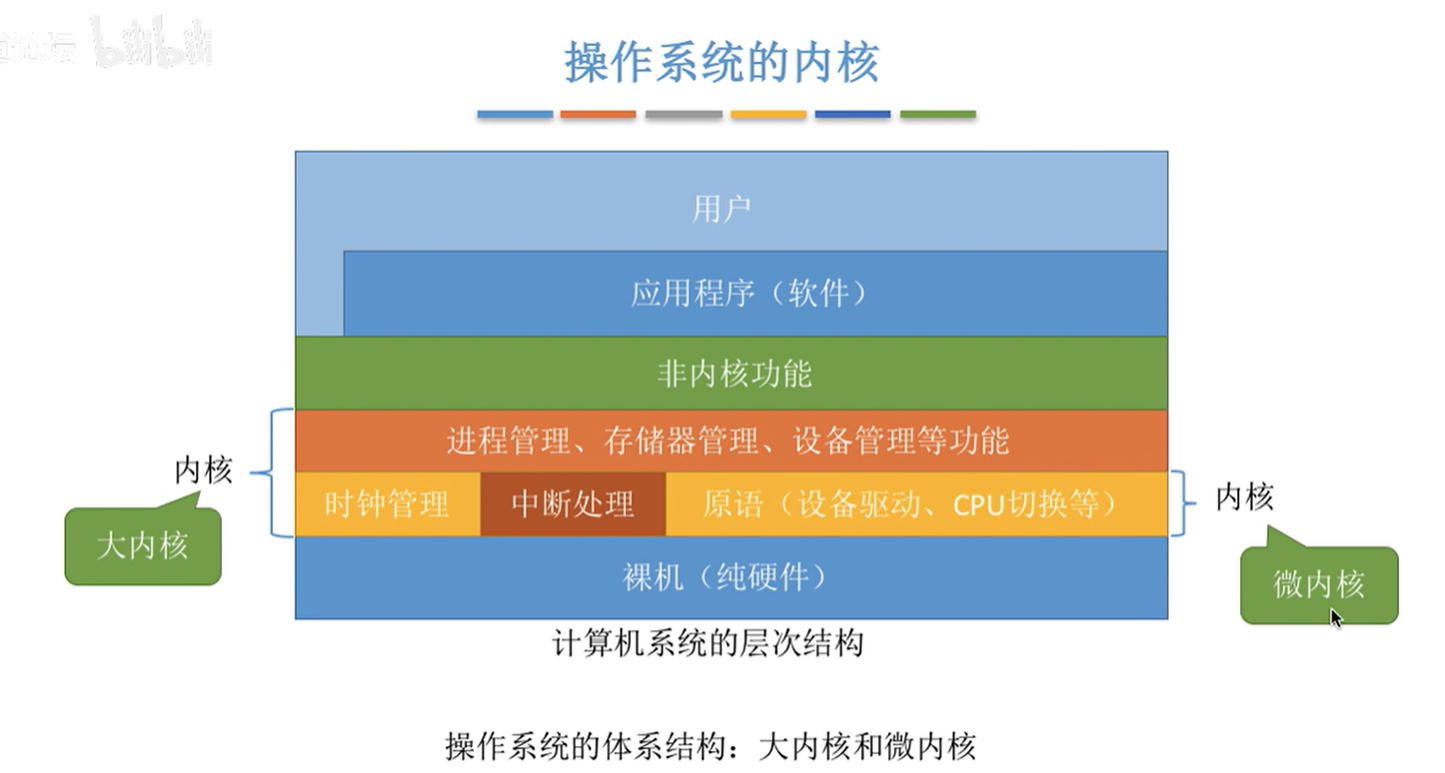 论坛 bilibili
操作系统的内核
用户
应用程序（软件）
非内核功能
进程管理、存储器管理、设备管理等功能
内核
时钟管理 中断处理 原语（设备驱动、CPU切换等）
内核
大内核
裸机（纯硬件）
微内核
计算机系统的层次结构
操作系统的体系结构：大内核和微内核